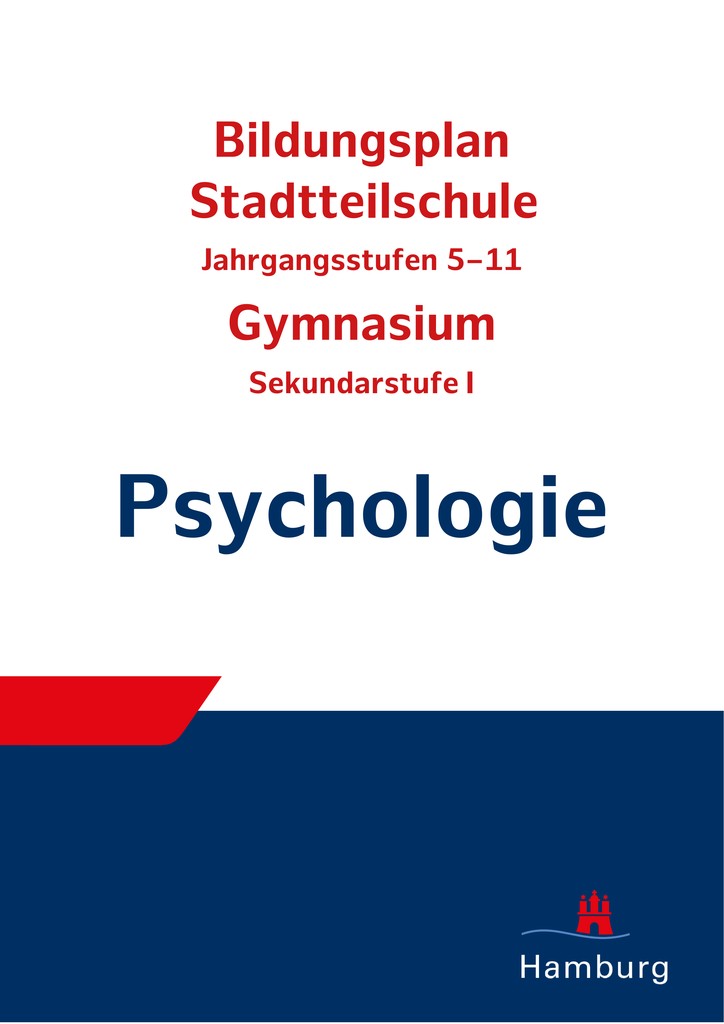 Bildungsplan
Stadtteilschule
Jahrgangsstufen 5–11
Gymnasium
Sekundarstufe I
Psychologie
Hamburg